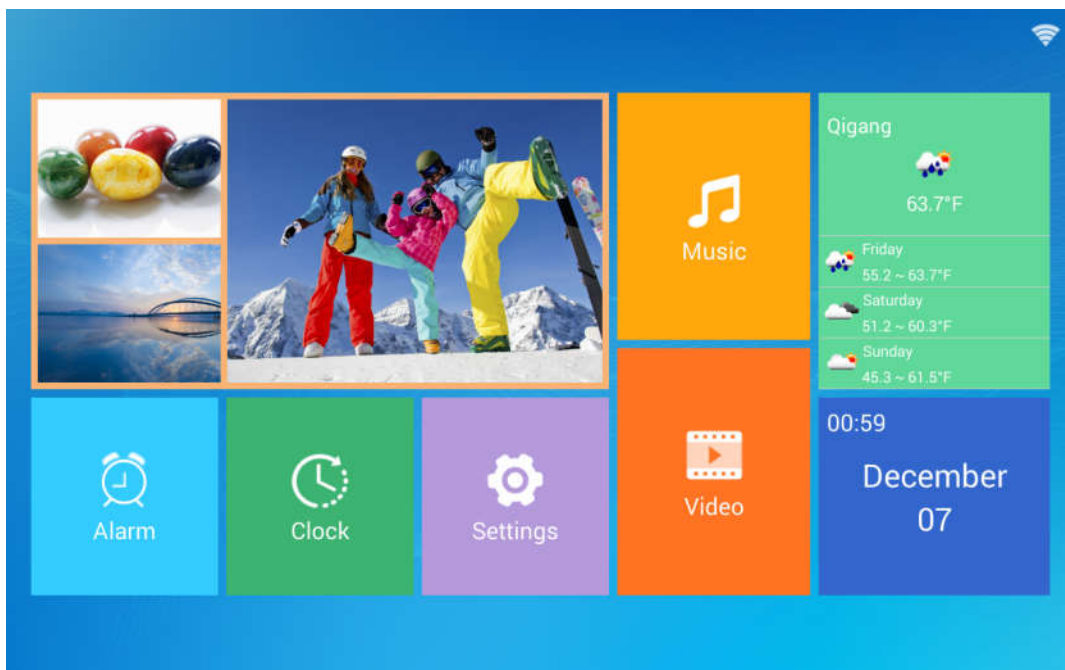 Music
Qigang
63.7°F
Friday
55.2 ~ 63.7°F
Saturday
51.2 ~ 60.3°F
Sunday
45.3 ~ 61.5°F
Alarm
Clock
Settings
Video
00:59
December
07